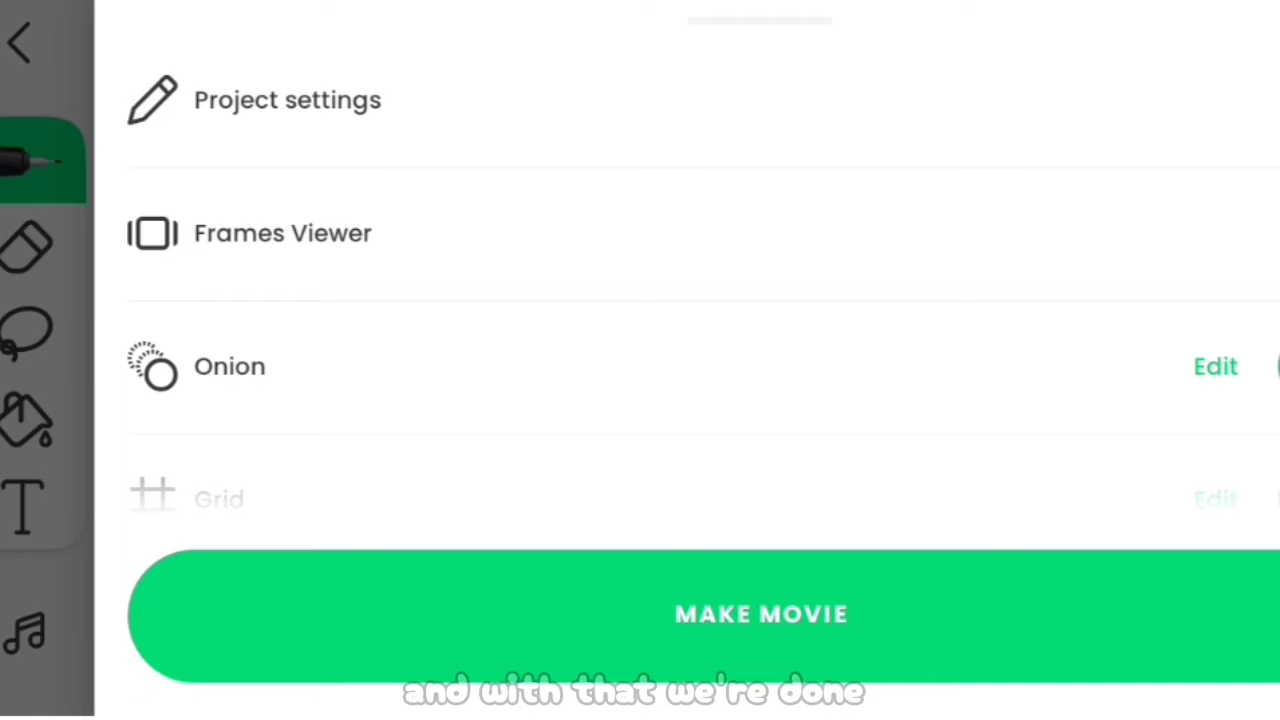 Project settings
Frames Viewer
Onion Edit
Grid Edit
MAKE MOVIE
and with that we're done